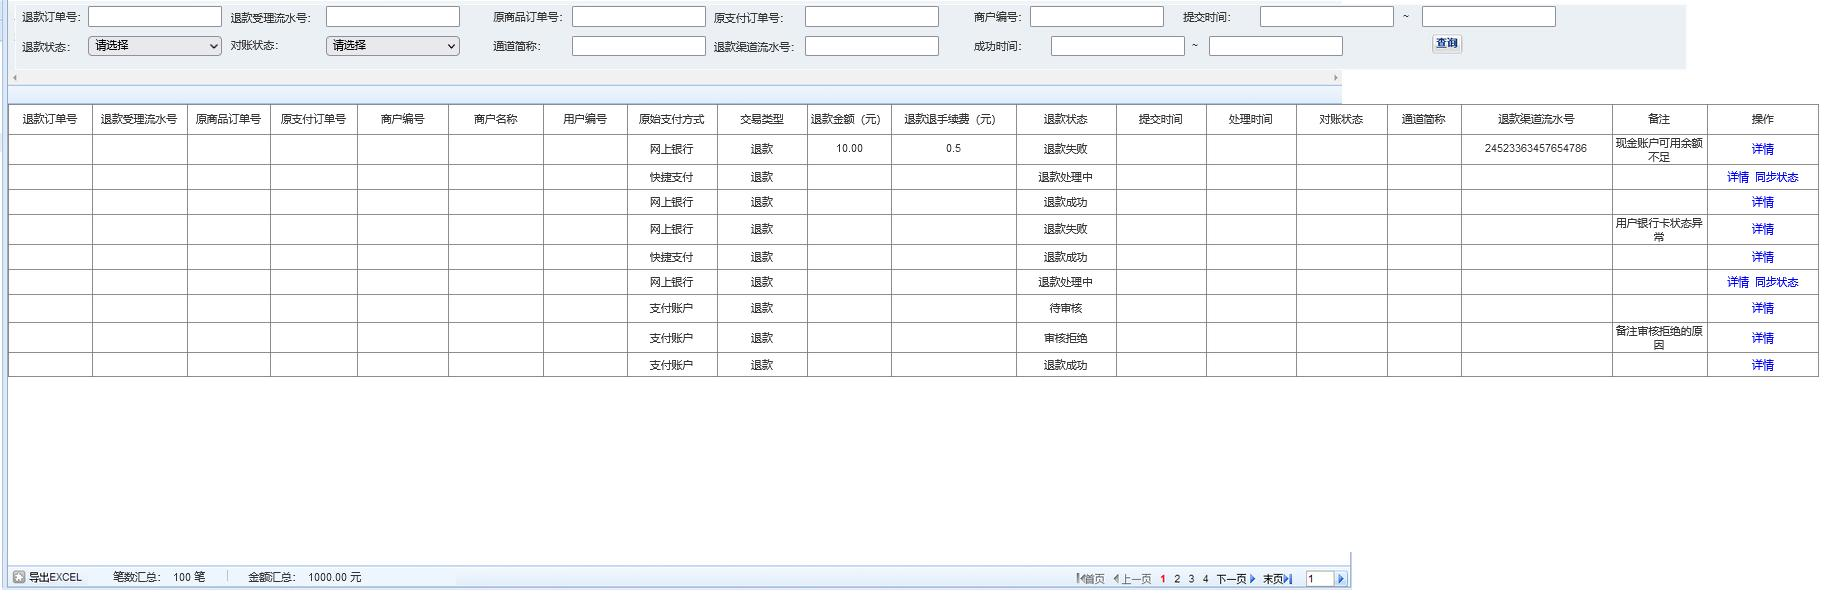 退款订单号： 退款受理流水号： 原商品订单号： 原支付订单号： 商户编号： 提交时间： ~
退款状态： 请选择 对账状态： 请选择 通道简称： 退款渠道流水号： 成功时间： ~ 查询
退款订单号 退款受理流水号 原商品订单号 原支付订单号 商户编号 商户名称 用户编号 原始支付方式 交易类型 退款金额（元） 退款退手续费（元） 退款状态 提交时间 处理时间 对账状态 通道简称 退款渠道流水号 备注 操作
网上银行 退款 10.00 0.5 退款失败 24523363457654786 现金账户可用余额不足 详情
快捷支付 退款 退款处理中 详情 同步状态
网上银行 退款 退款成功 详情
网上银行 退款 退款失败 用户银行卡状态异常 详情
快捷支付 退款 退款成功 详情
网上银行 退款 退款处理中 详情 同步状态
支付账户 退款 待审核 详情
支付账户 退款 审核拒绝 备注审核拒绝的原因 详情
支付账户 退款 退款成功 详情
导出EXCEL 笔数汇总： 100 笔 金额汇总： 1000.00 元 首页 上一页 1 2 3 4 下一页 末页 1